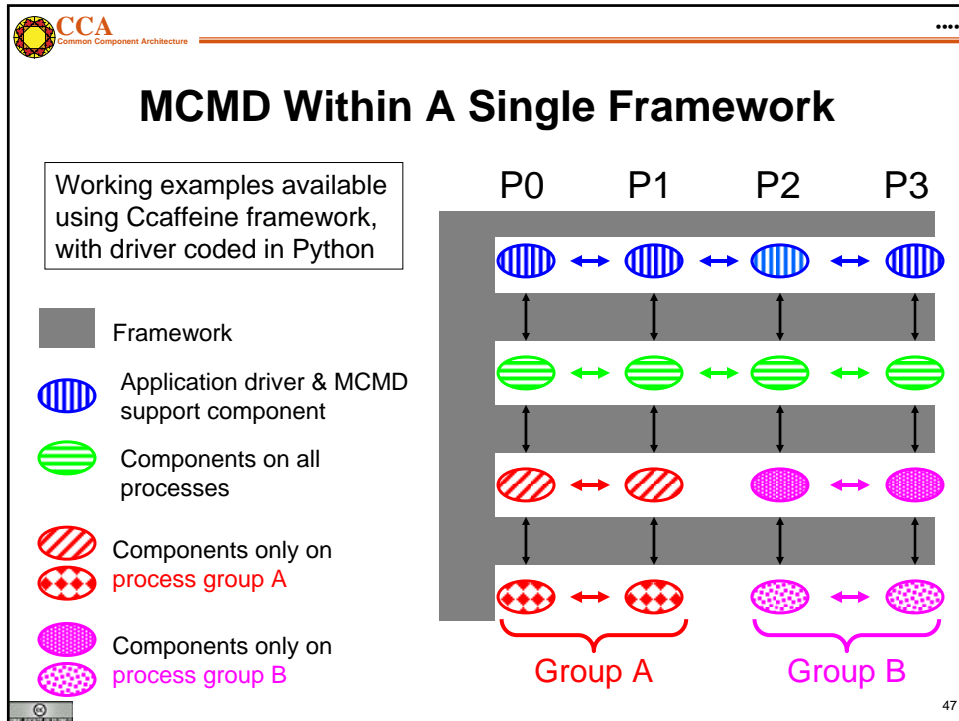 CCA
Common Component Architecture
MCMD Within A Single Framework
Working examples available
using Ccaffeine framework,
with driver coded in Python
P0 P1 P2 P3
Framework
Application driver & MCMD
support component
Components on all
processes
Components only on
process group A
Components only on
process group B
Group A Group B
47